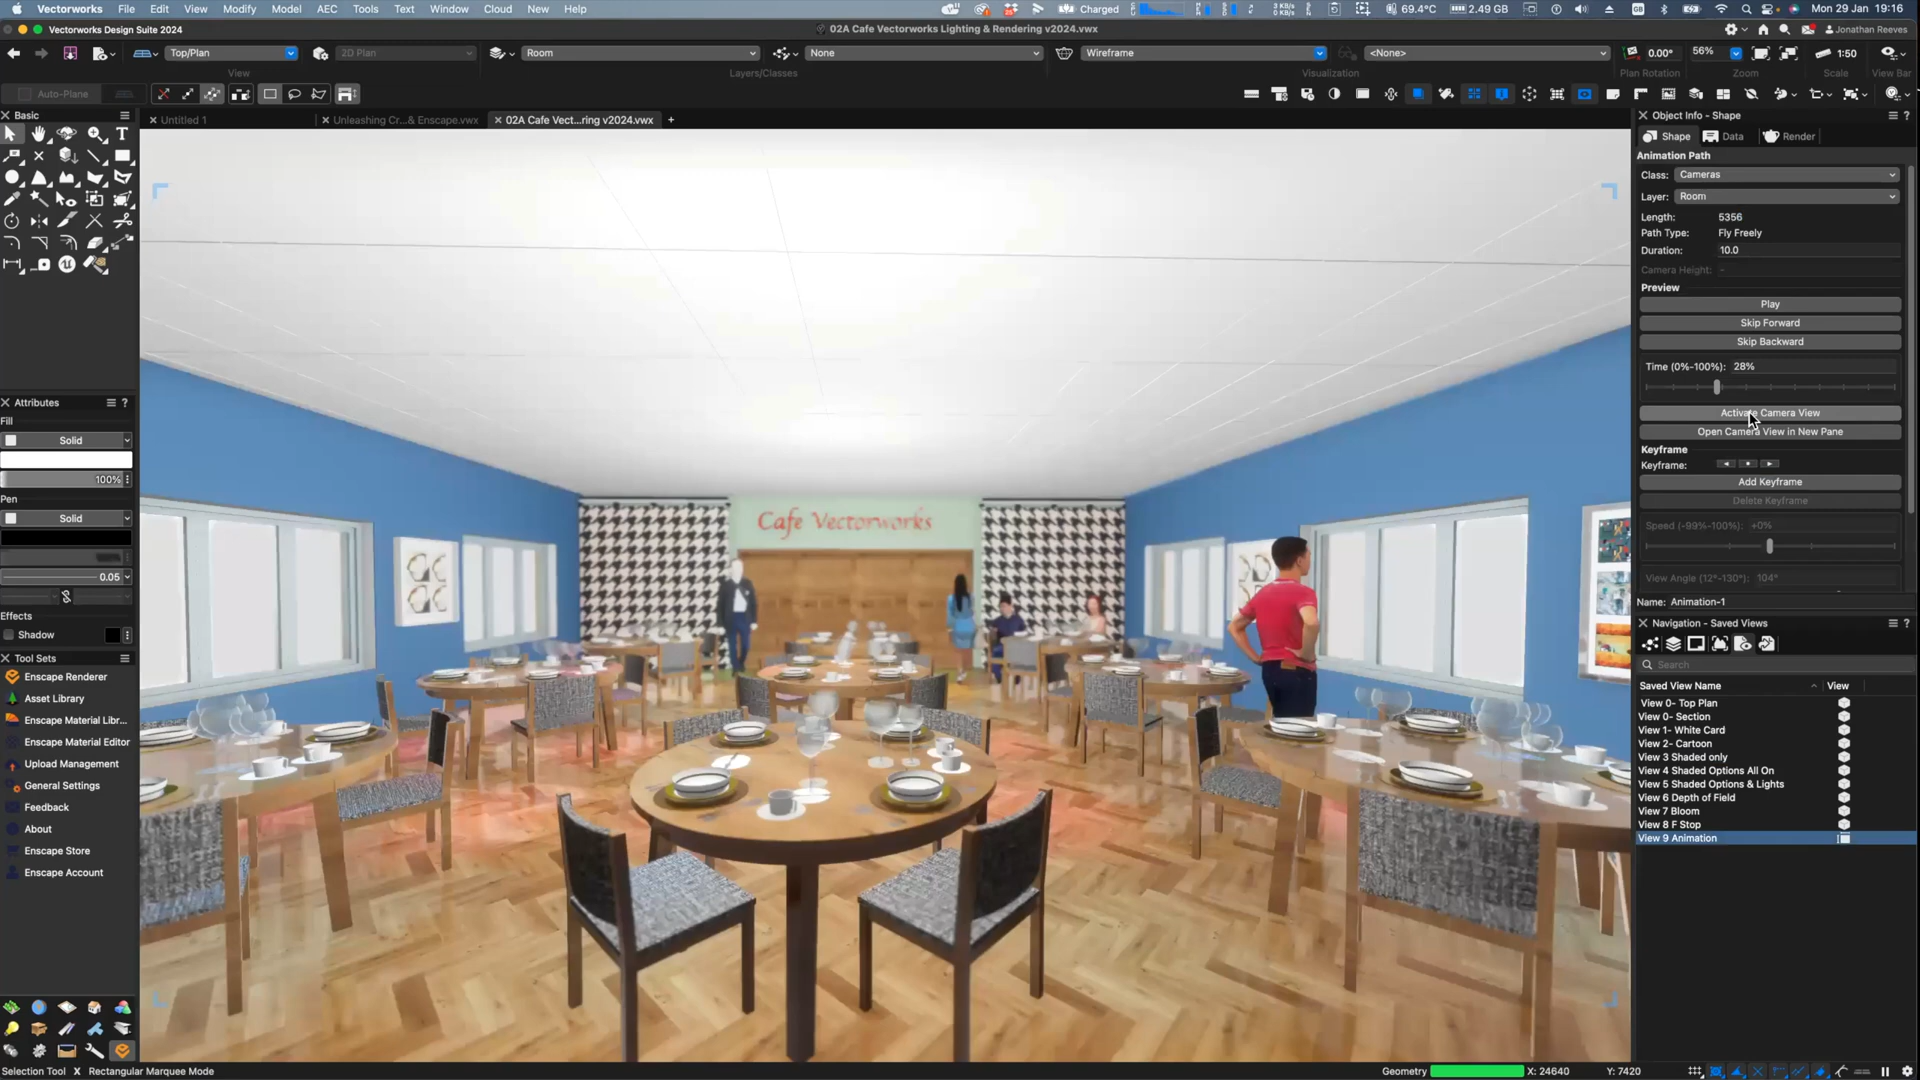 Vectorworks File Edit View Modify Model AEC Tools Text Window Cloud New Help
Charged 3 KB/s 0 KB/s 69.4°C 2.49 GB Mon 29 Jan 19:16
Vectorworks Design Suite 2024
02A Cafe Vectorworks Lighting & Rendering v2024.vwx
Jonathan Reeves
Top/Plan 2D Plan Room None Wireframe <None> 0.00° 56% 1:50
View Layers/Classes Visualization Plan Rotation Zoom Scale View Bar
Auto-Plane
Basic
Untitled 1
Unleashing Cr...& Enscape.vwx
02A Cafe Vect...ring v2024.vwx
Attributes
Fill
Solid
100%
Pen
Solid
0.05
Effects
Shadow
Tool Sets
Enscape Renderer
Asset Library
Enscape Material Libr...
Enscape Material Editor
Upload Management
General Settings
Feedback
About
Enscape Store
Enscape Account
Cafe Vectorworks
Object Info - Shape
Shape Data Render
Animation Path
Class: Cameras
Layer: Room
Length: 5356
Path Type: Fly Freely
Duration: 10.0
Camera Height: -
Preview
Play
Skip Forward
Skip Backward
Time (0%-100%): 28%
Activate Camera View
Open Camera View in New Pane
Keyframe
Keyframe:
Add Keyframe
Delete Keyframe
Speed (-99%-100%): +0%
View Angle (12°-130°): 104°
Name: Animation-1
Navigation - Saved Views
Search
Saved View Name View
View 0- Top Plan
View 0- Section
View 1- White Card
View 2- Cartoon
View 3 Shaded only
View 4 Shaded Options All On
View 5 Shaded Options & Lights
View 6 Depth of Field
View 7 Bloom
View 8 F Stop
View 9 Animation
Selection Tool X Rectangular Marquee Mode
Geometry X: 24640 Y: 7420